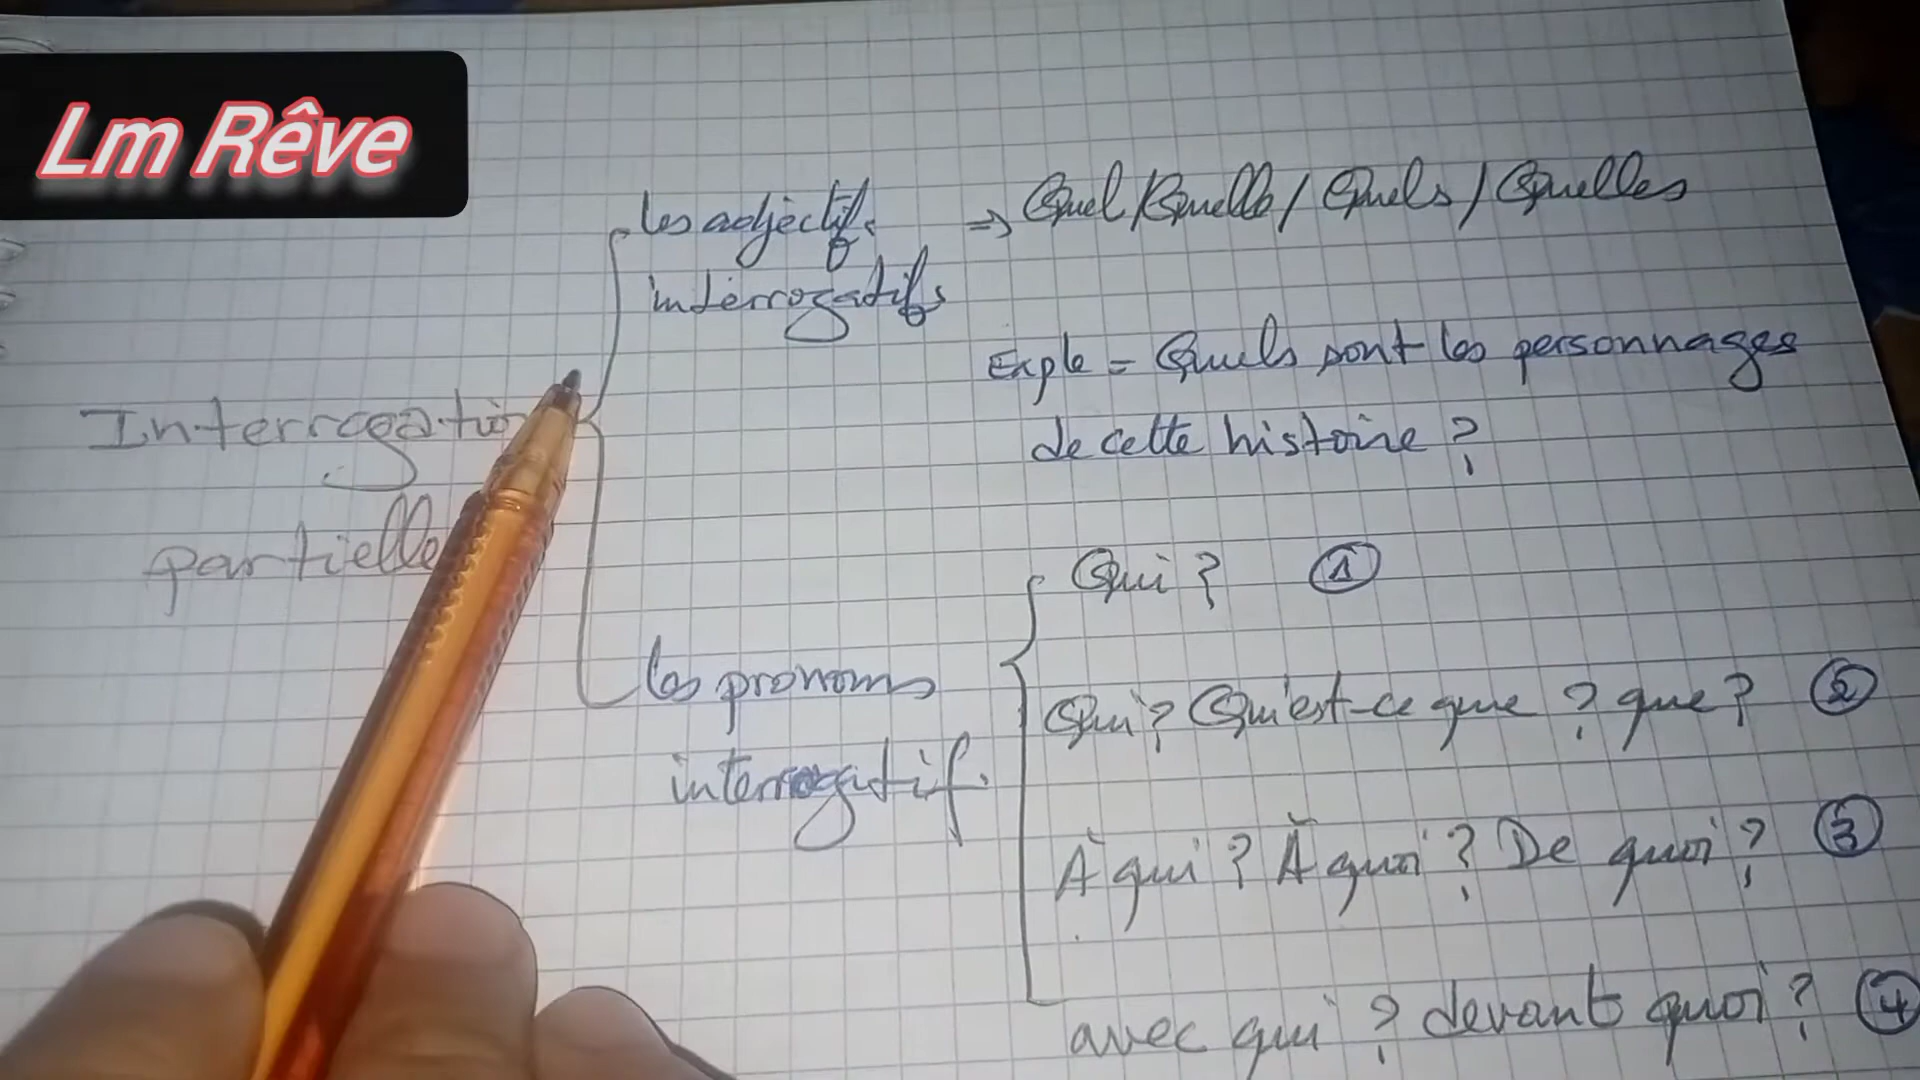 Lm Rêve
les adjectifs
interrogatifs
=> Quel/Quelle/Quels/Quelles
Exple = Quels sont les personnages
de cette histoire ?
Interrogation
partielle
les pronoms
interrogatif.
Qui ? 1
Qui ? Qu'est-ce que ? que ? 2
À qui ? À quoi ? De quoi ? 3
avec qui ? devant quoi ? 4